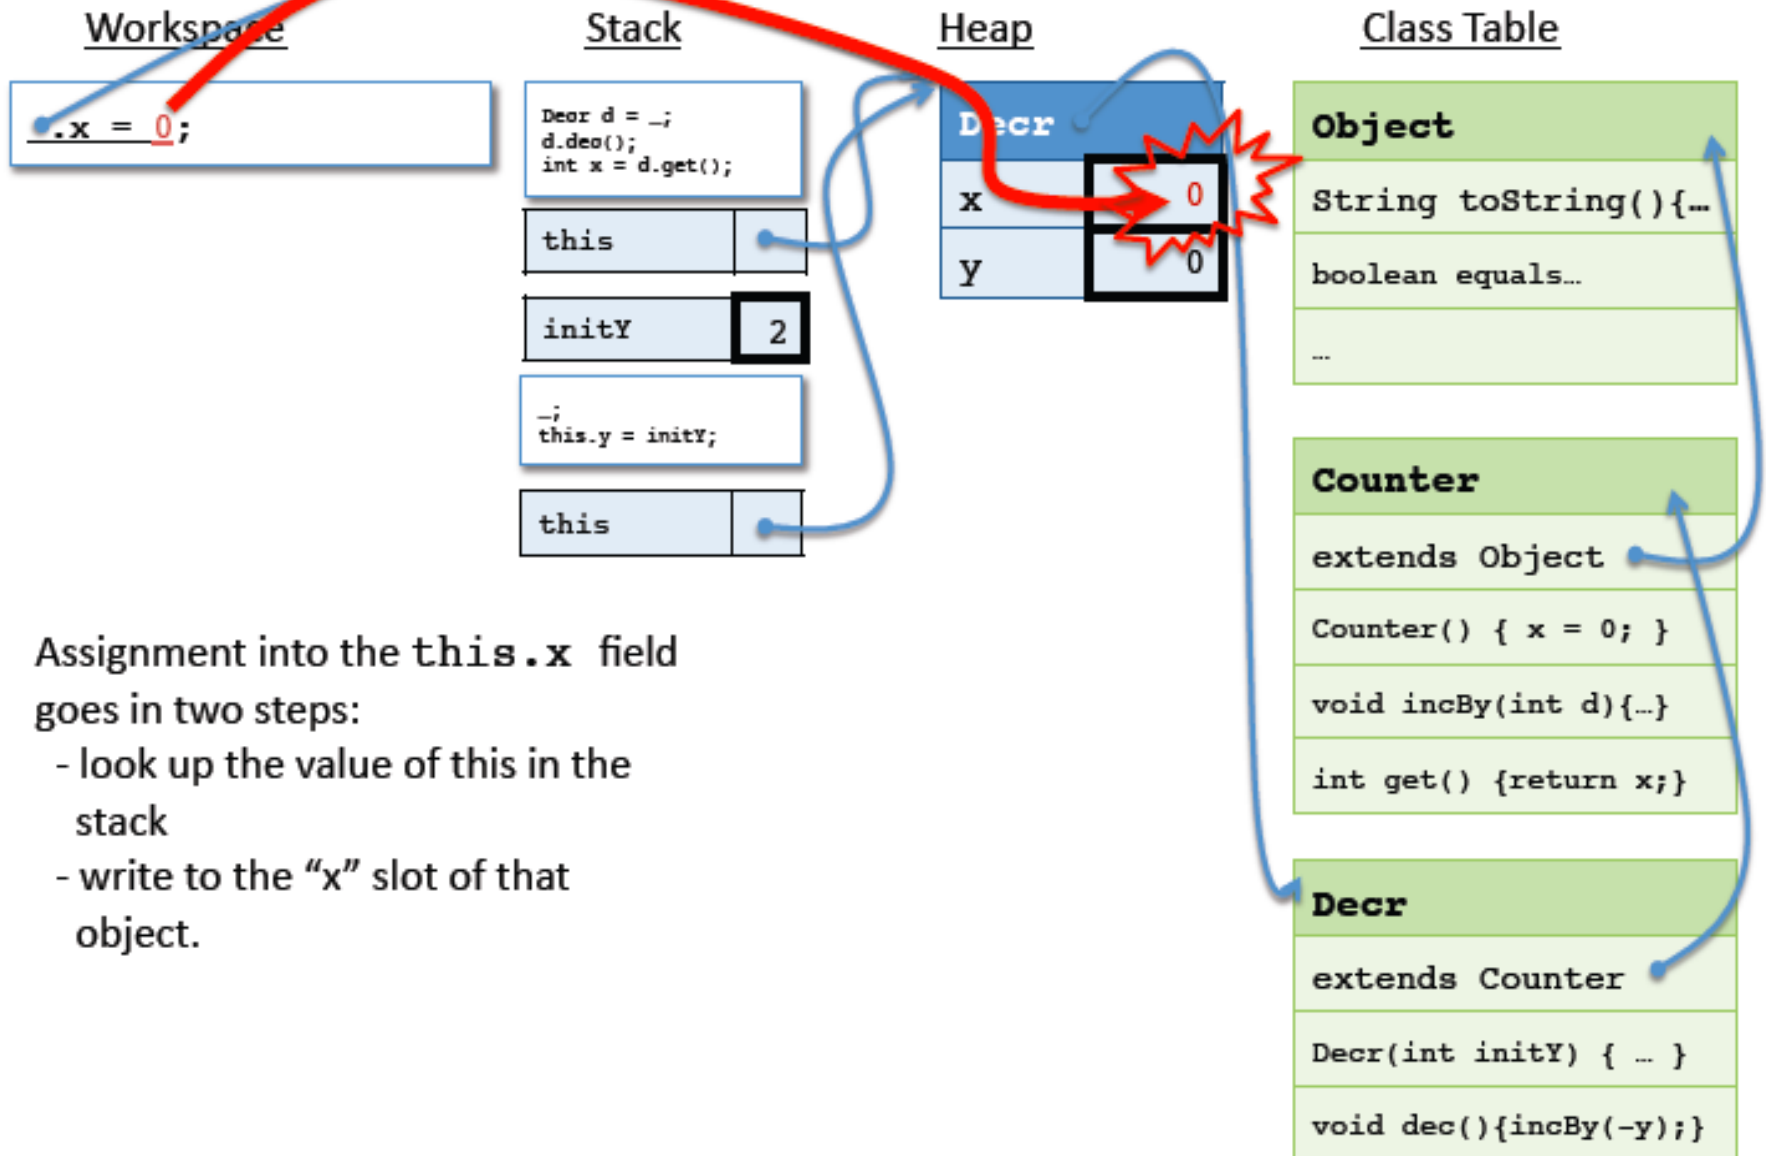 Workspace
Stack
Heap
Class Table
.x = 0;
Decr d = _;
d.dec();
int x = d.get();
this
initY 2
_;
this.y = initY;
this
Decr
x 0
y 0
Object
String toString(){…
boolean equals…
…
Counter
extends Object
Counter() { x = 0; }
void incBy(int d){…}
int get() {return x;}
Decr
extends Counter
Decr(int initY) { … }
void dec(){incBy(-y);}
Assignment into the this.x field
goes in two steps:
- look up the value of this in the
stack
- write to the “x” slot of that
object.